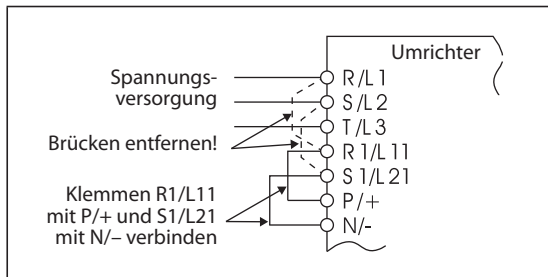 Umrichter
Spannungs-
versorgung
R/L1
S/L2
T/L3
Brücken entfernen!
R1/L11
S1/L21
P/+
N/-
Klemmen R1/L11
mit P/+ und S1/L21
mit N/– verbinden